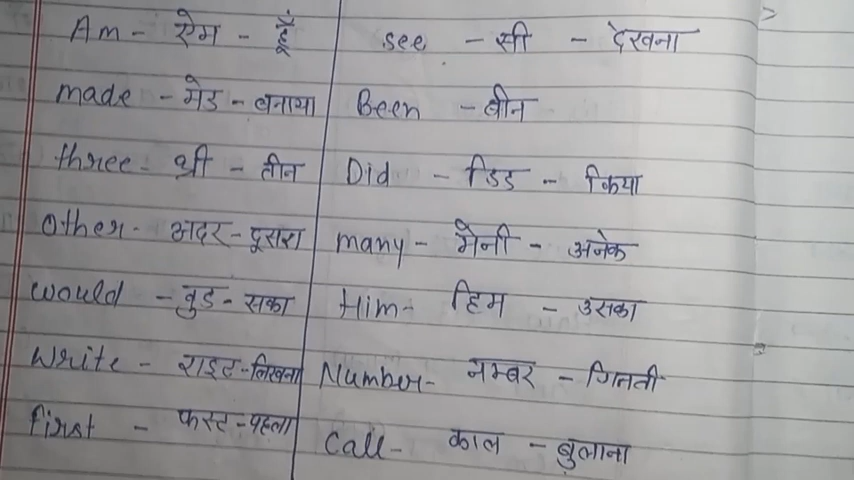 Am - ऐम - हूँ
made - मेड - बनाया
three - थ्री - तीन
Other - अदर - दूसरा
would - वुड - सका
Write - राइट - लिखना
first - फस्ट - पहला
see - सी - देखना
Been - बीन
Did - डिड - किया
many - मेनी - अनेक
Him - हिम - उसका
Number - नम्बर - गिनती
Call - काल - बुलाना